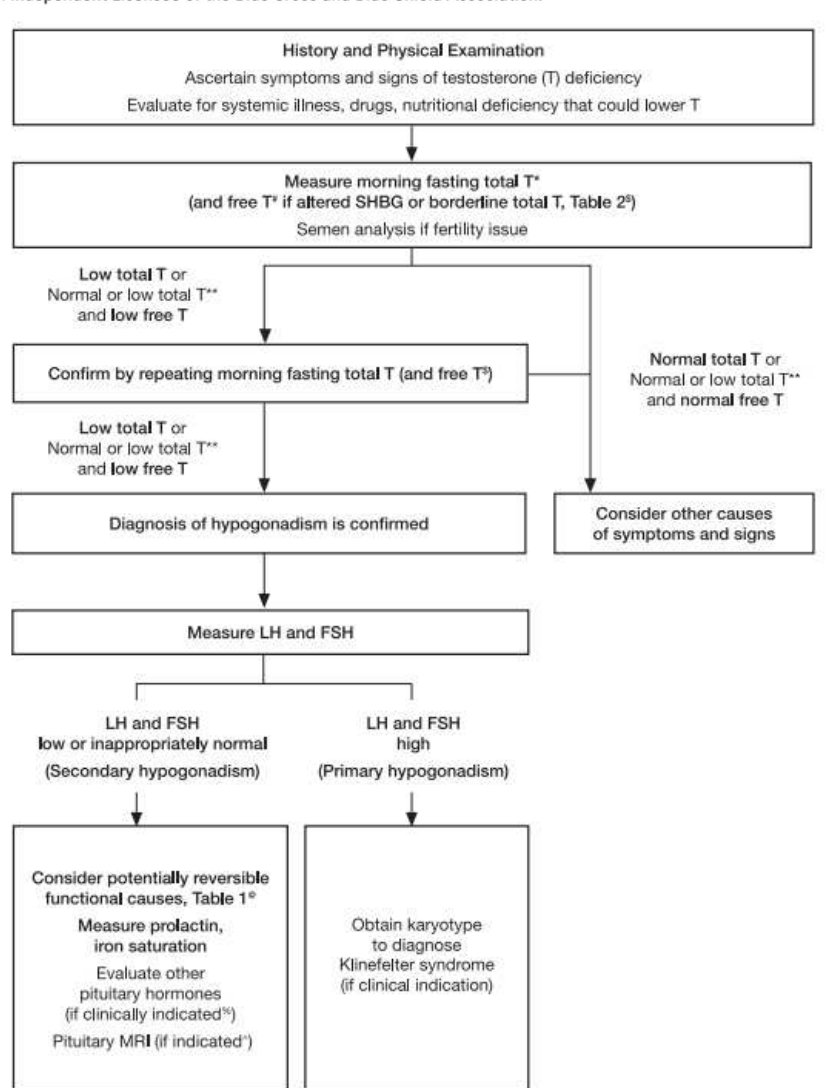 History and Physical Examination
Ascertain symptoms and signs of testosterone (T) deficiency
Evaluate for systemic illness, drugs, nutritional deficiency that could lower T
Measure morning fasting total T*
(and free T# if altered SHBG or borderline total T, Table 2$)
Semen analysis if fertility issue
Low total T or
Normal or low total T**
and low free T
Confirm by repeating morning fasting total T (and free T$)
Normal total T or
Normal or low total T**
and normal free T
Low total T or
Normal or low total T**
and low free T
Diagnosis of hypogonadism is confirmed
Consider other causes
of symptoms and signs
Measure LH and FSH
LH and FSH
low or inappropriately normal
(Secondary hypogonadism)
LH and FSH
high
(Primary hypogonadism)
Consider potentially reversible
functional causes, Table 1@
Measure prolactin,
iron saturation
Evaluate other
pituitary hormones
(if clinically indicated%)
Pituitary MRI (if indicated^)
Obtain karyotype
to diagnose
Klinefelter syndrome
(if clinical indication)